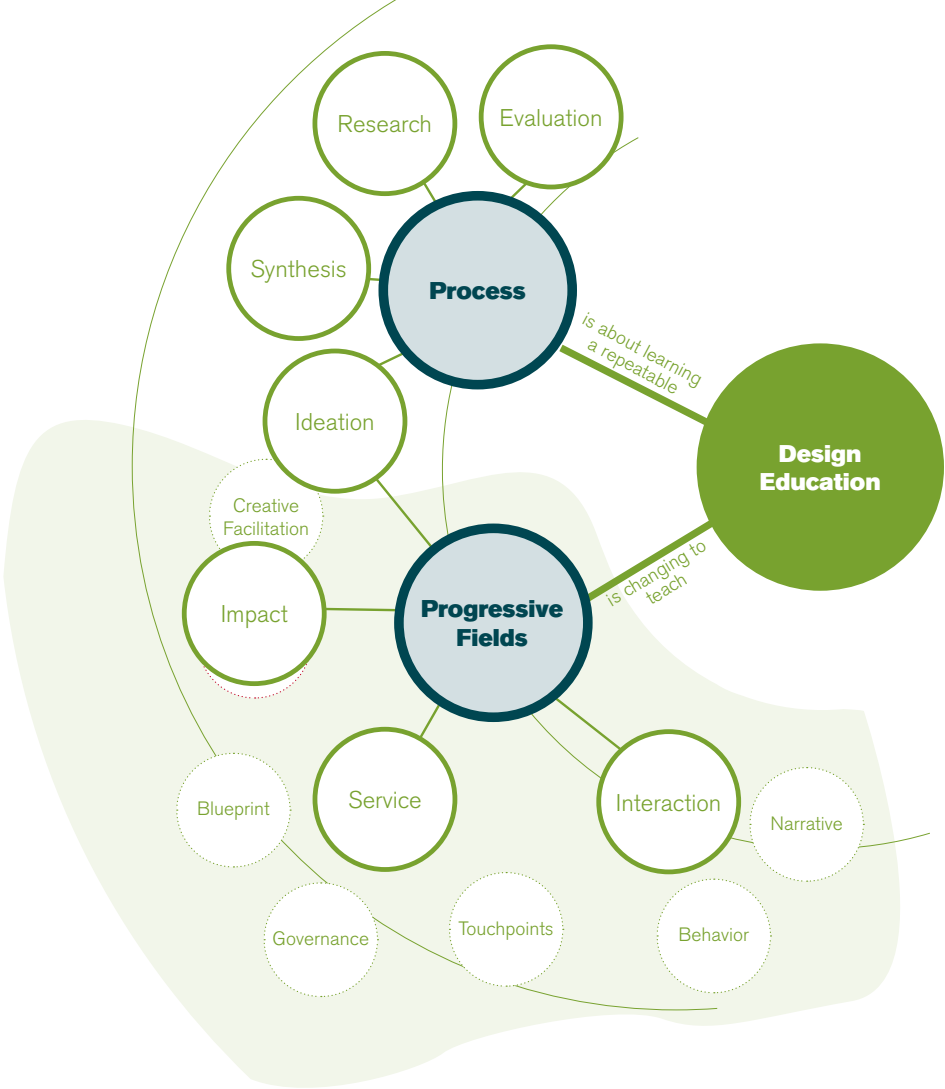 Research
Evaluation
Synthesis
Process
is about learning
a repeatable
Ideation
Design
Education
Creative
Facilitation
is changing to
teach
Impact
Progressive
Fields
Service
Interaction
Blueprint
Narrative
Governance
Touchpoints
Behavior